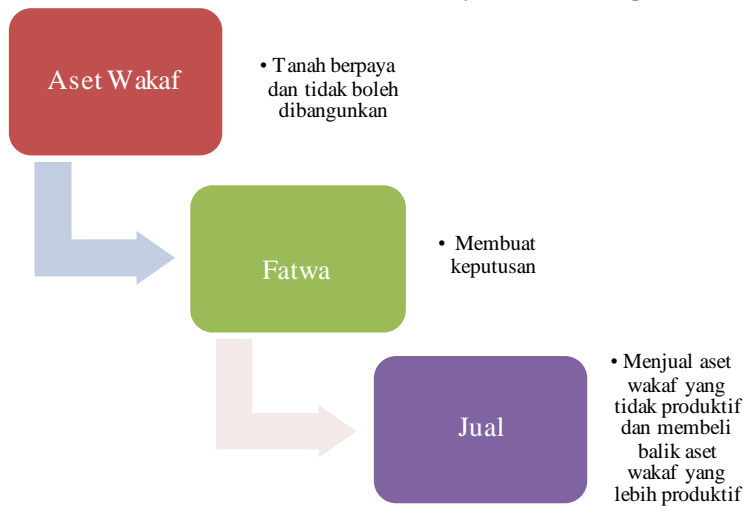 Aset Wakaf
• Tanah berpaya
dan tidak boleh
dibangunkan
Fatwa
• Membuat
keputusan
Jual
• Menjual aset
wakaf yang
tidak produktif
dan membeli
balik aset
wakaf yang
lebih produktif